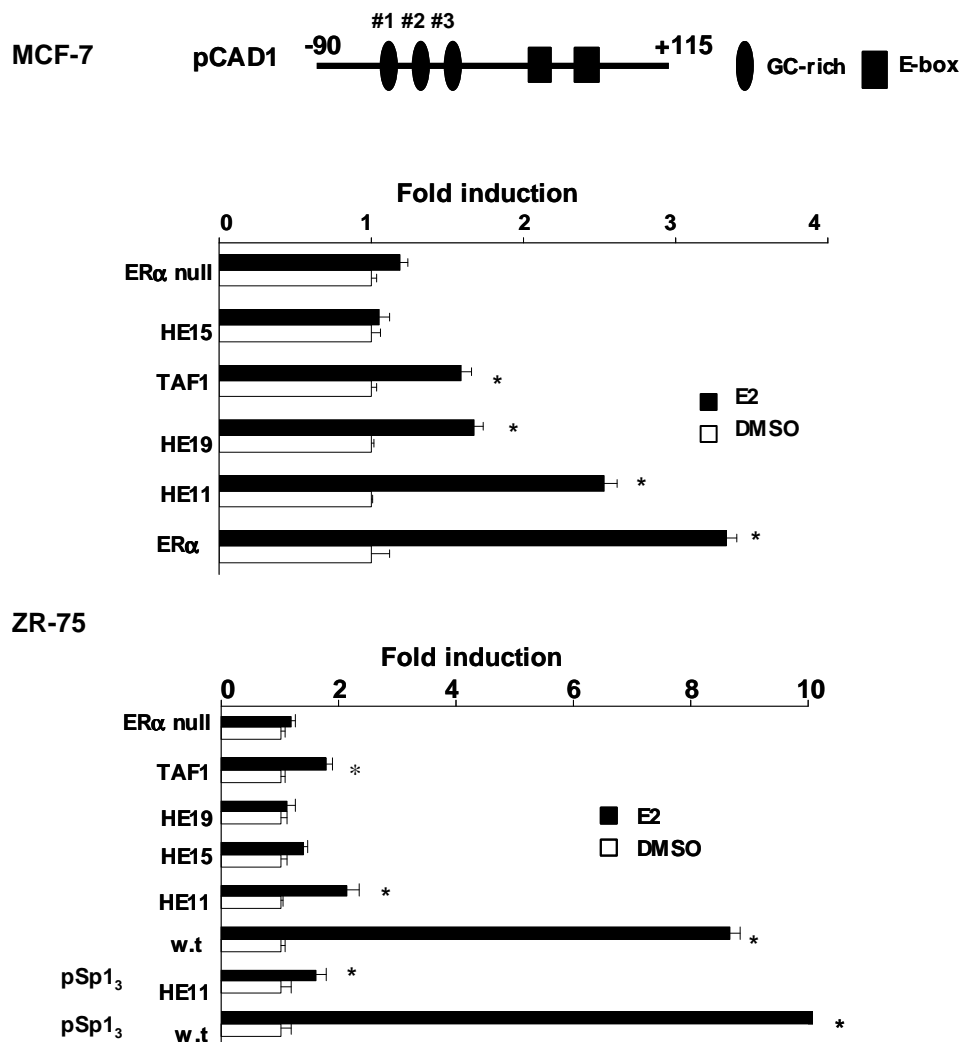 #1 #2 #3
MCF-7 pCAD1 -90 +115 GC-rich E-box
Fold induction
0 1 2 3 4
ERα null
HE15
TAF1 *
HE19 *
HE11 *
ERα *
E2
DMSO
ZR-75
Fold induction
0 2 4 6 8 10
ERα null
TAF1 *
HE19
HE15
HE11 *
w.t *
pSp1₃ HE11 *
pSp1₃ w.t *
E2
DMSO